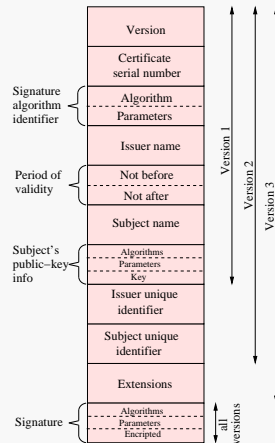 Version
Certificate
serial number
Signature
algorithm
identifier
Algorithm
Parameters
Issuer name
Period of
validity
Not before
Not after
Subject name
Subject's
public-key
info
Algorithms
Parameters
Key
Issuer unique
identifier
Subject unique
identifier
Extensions
Signature
Algorithms
Parameters
Encripted
Version 1
Version 2
Version 3
all
versions